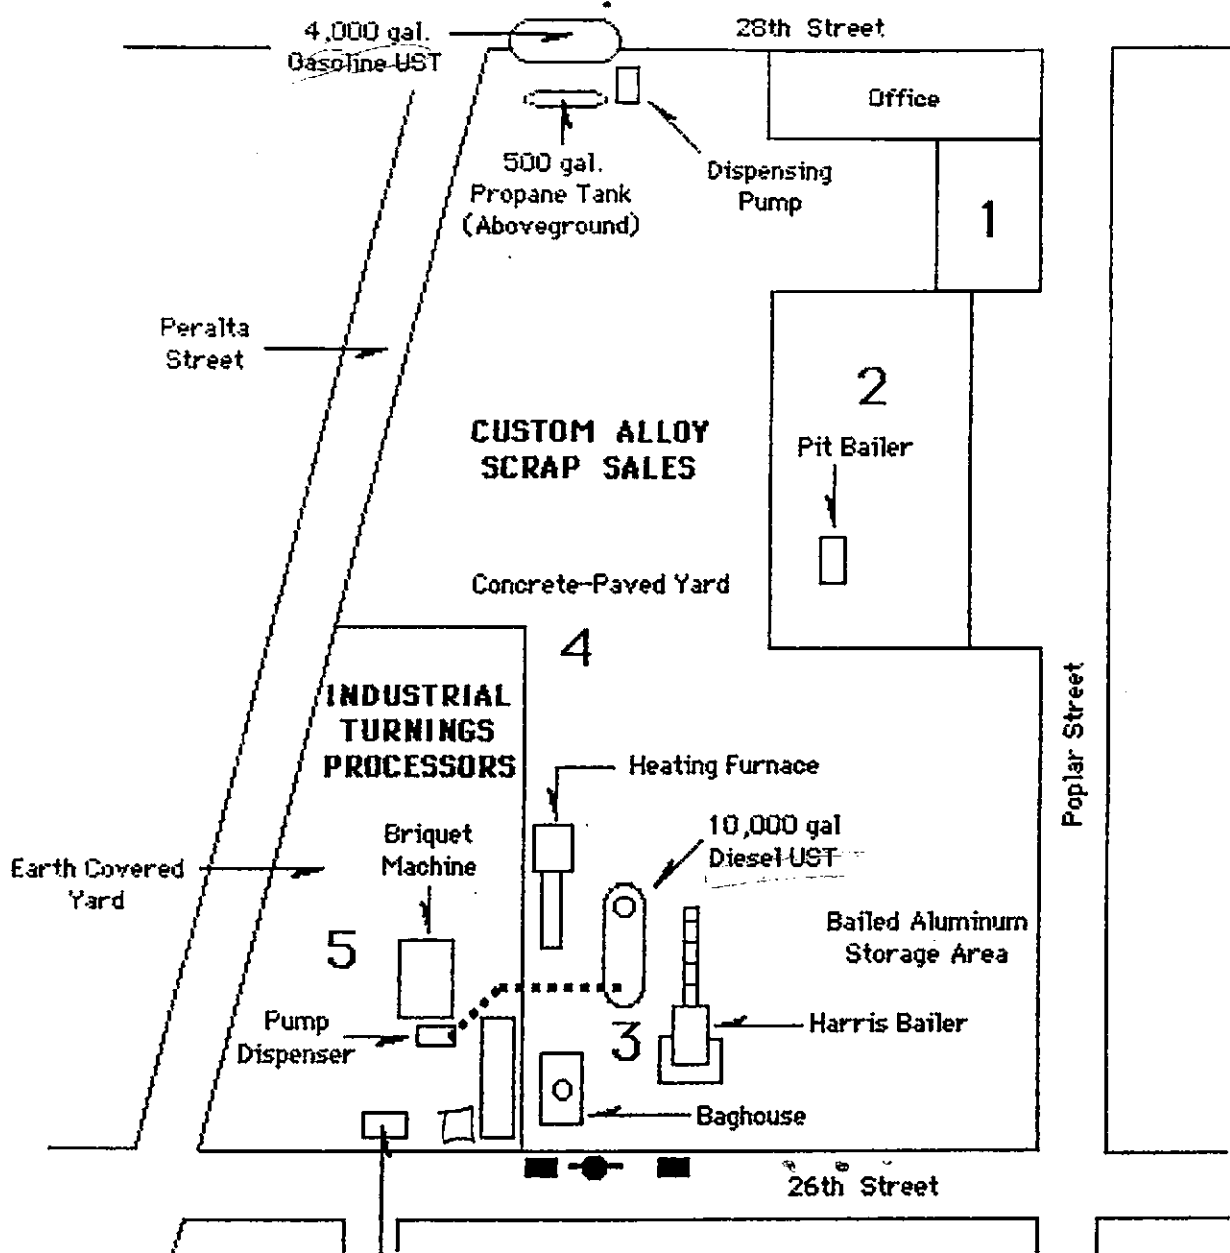 4,000 gal.
Gasoline UST
28th Street
Office
500 gal.
Propane Tank
(Aboveground)
Dispensing
Pump
1
Peralta
Street
2
Pit Bailer
CUSTOM ALLOY
SCRAP SALES
Concrete-Paved Yard
4
INDUSTRIAL
TURNINGS
PROCESSORS
Poplar Street
Heating Furnace
10,000 gal
Diesel UST
Briquet
Machine
Earth Covered
Yard
Bailed Aluminum
Storage Area
5
Pump
Dispenser
3
Harris Bailer
Baghouse
26th Street